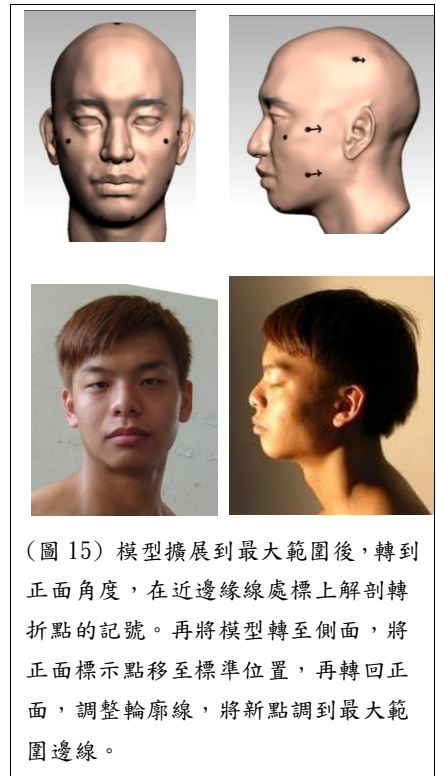 (圖 15) 模型擴展到最大範圍後，轉到
正面角度，在近邊緣線處標上解剖轉
折點的記號。再將模型轉至側面，將
正面標示點移至標準位置，再轉回正
面，調整輪廓線，將新點調到最大範
圍邊線。